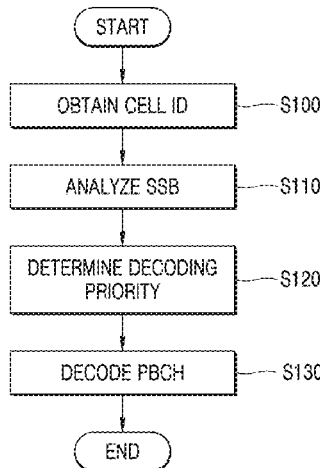 START
OBTAIN CELL ID
S100
ANALYZE SSB
S110
DETERMINE DECODING
PRIORITY
S120
DECODE PBCH
S130
END